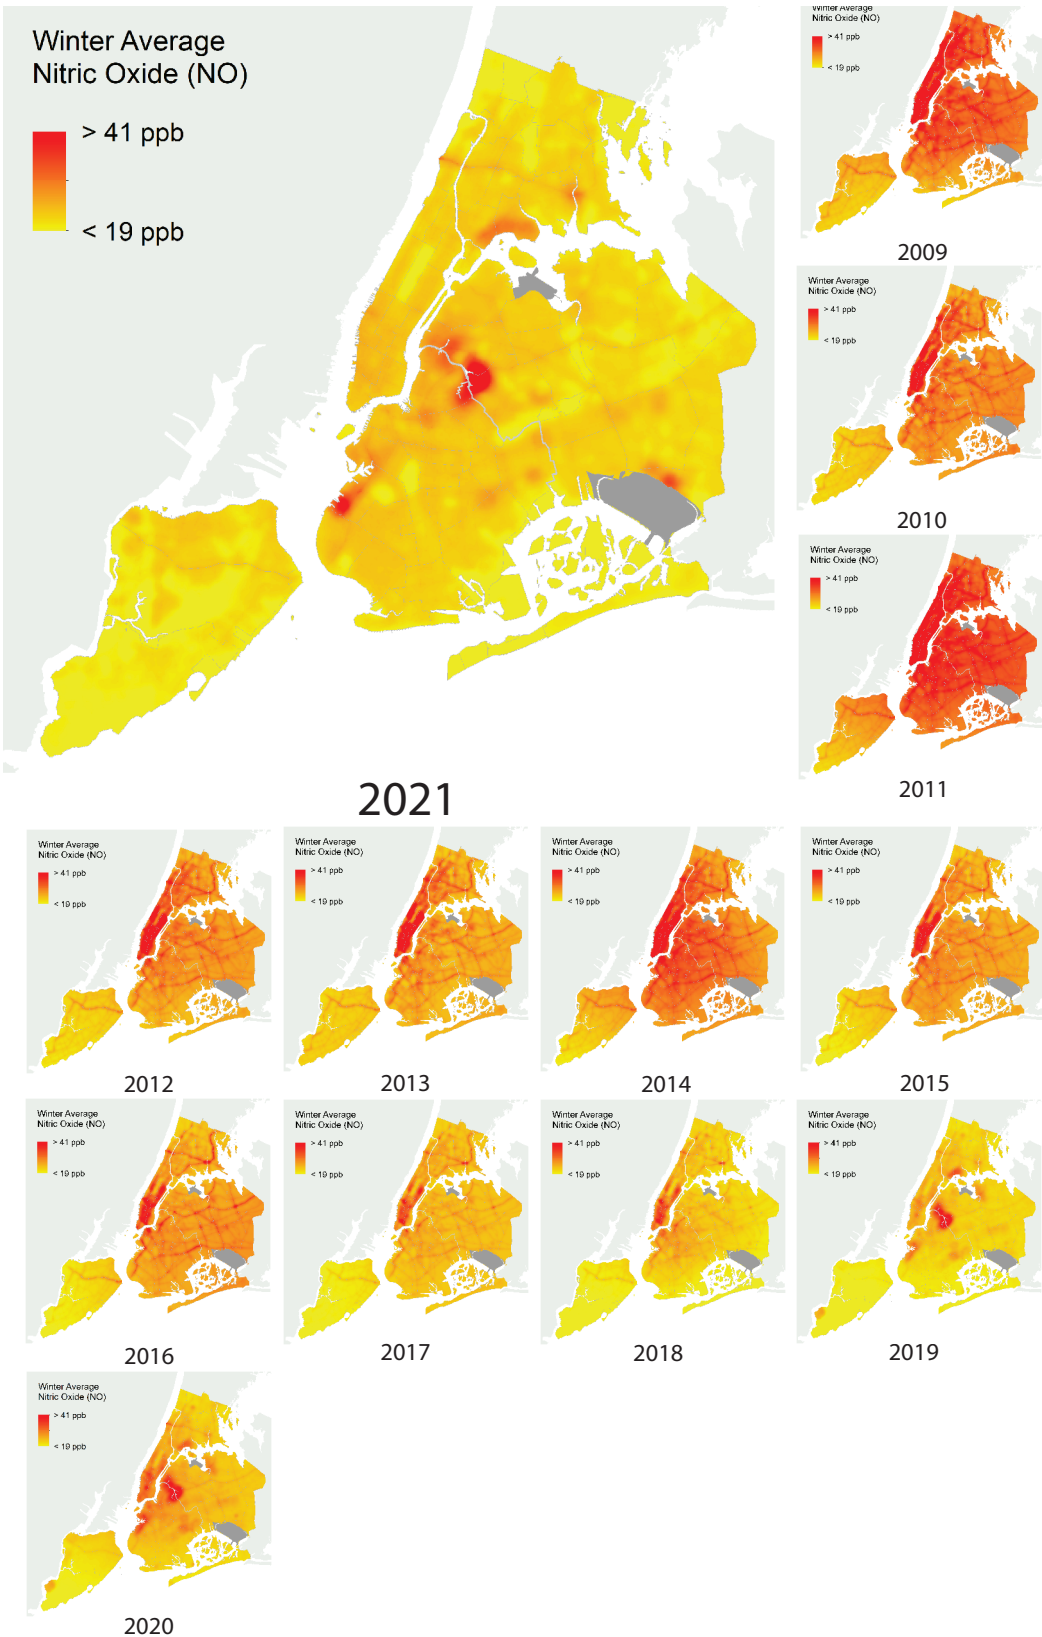 Winter Average
Nitric Oxide (NO)
> 41 ppb
< 19 ppb
2021
Winter Average
Nitric Oxide (NO)
> 41 ppb
< 19 ppb
2009
Winter Average
Nitric Oxide (NO)
> 41 ppb
< 19 ppb
2010
Winter Average
Nitric Oxide (NO)
> 41 ppb
< 19 ppb
2011
Winter Average
Nitric Oxide (NO)
> 41 ppb
< 19 ppb
2012
Winter Average
Nitric Oxide (NO)
> 41 ppb
< 19 ppb
2013
Winter Average
Nitric Oxide (NO)
> 41 ppb
< 19 ppb
2014
Winter Average
Nitric Oxide (NO)
> 41 ppb
< 19 ppb
2015
Winter Average
Nitric Oxide (NO)
> 41 ppb
< 19 ppb
2016
Winter Average
Nitric Oxide (NO)
> 41 ppb
< 19 ppb
2017
Winter Average
Nitric Oxide (NO)
> 41 ppb
< 19 ppb
2018
Winter Average
Nitric Oxide (NO)
> 41 ppb
< 19 ppb
2019
Winter Average
Nitric Oxide (NO)
> 41 ppb
< 19 ppb
2020